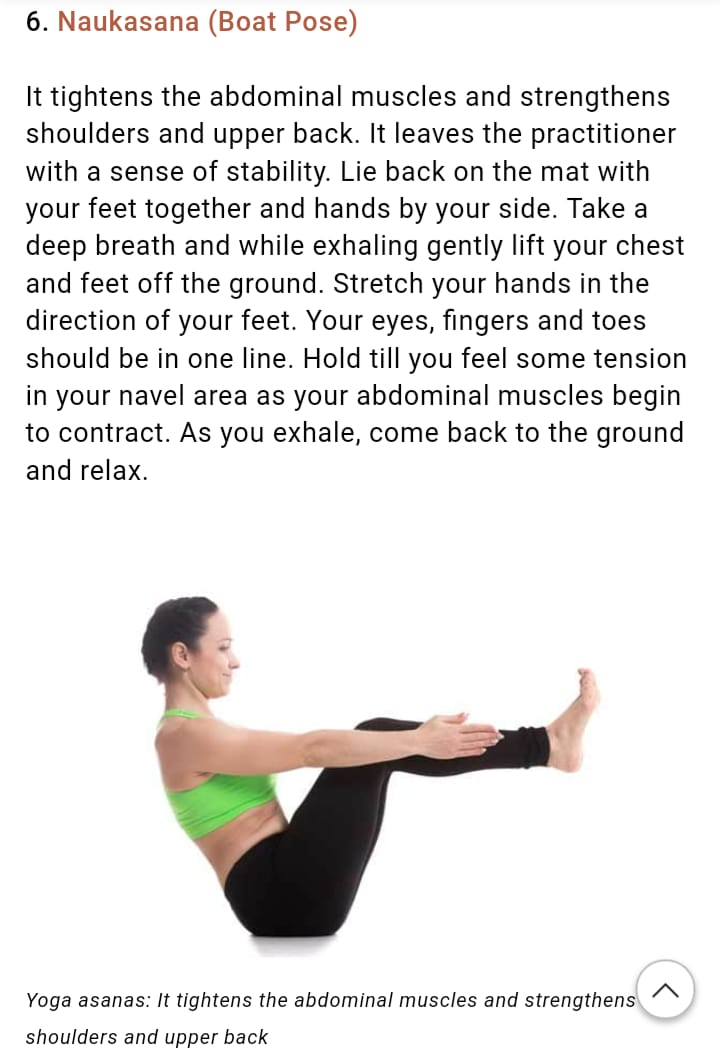 6. Naukasana (Boat Pose)
It tightens the abdominal muscles and strengthens
shoulders and upper back. It leaves the practitioner
with a sense of stability. Lie back on the mat with
your feet together and hands by your side. Take a
deep breath and while exhaling gently lift your chest
and feet off the ground. Stretch your hands in the
direction of your feet. Your eyes, fingers and toes
should be in one line. Hold till you feel some tension
in your navel area as your abdominal muscles begin
to contract. As you exhale, come back to the ground
and relax.
Yoga asanas: It tightens the abdominal muscles and strengthens
shoulders and upper back